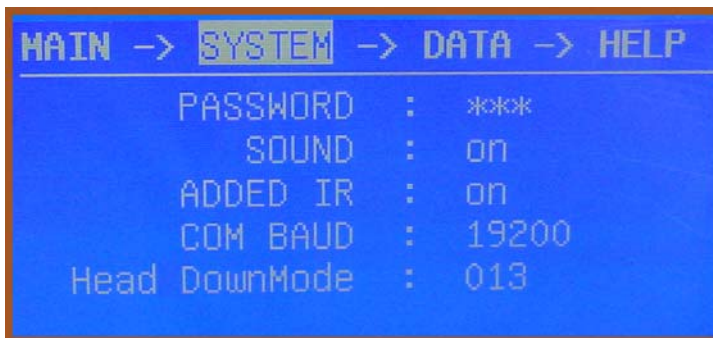 MAIN -> SYSTEM -> DATA -> HELP
PASSWORD : ***
SOUND : on
ADDED IR : on
COM BAUD : 19200
Head DownMode : 013